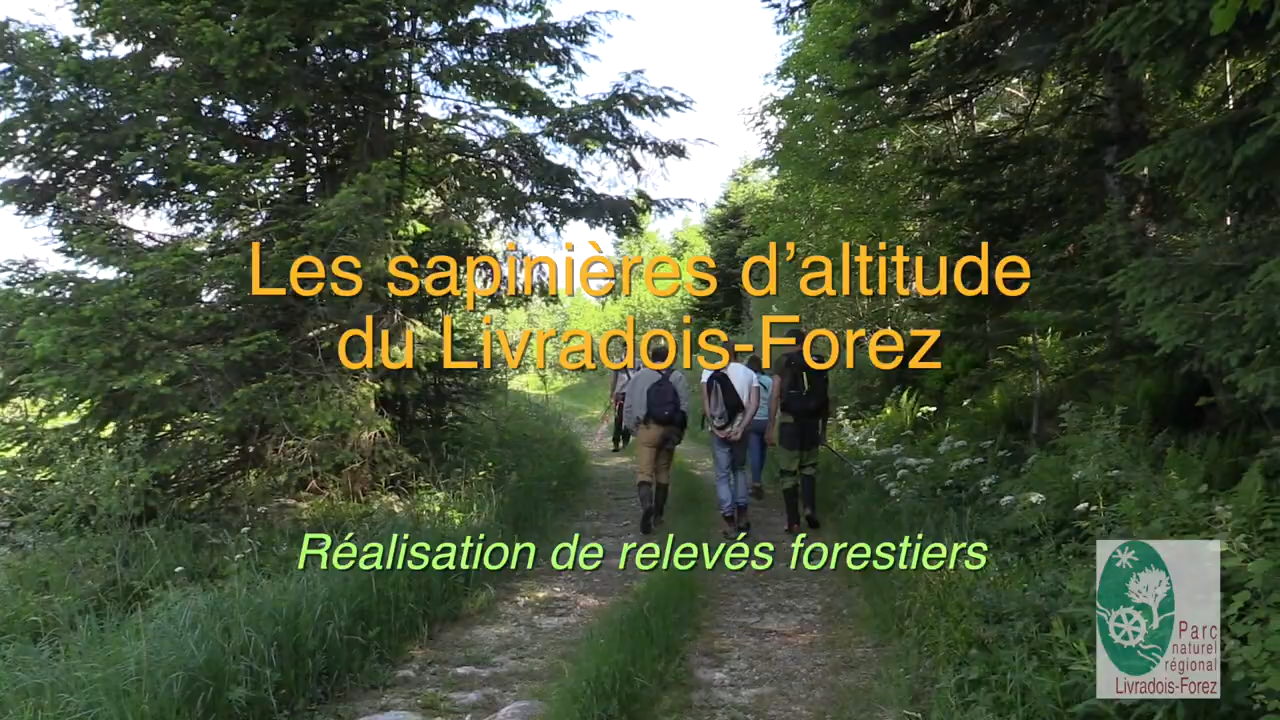 Les sapinières d’altitude
du Livradois-Forez
Réalisation de relevés forestiers
Parc
naturel
régional
Livradois-Forez